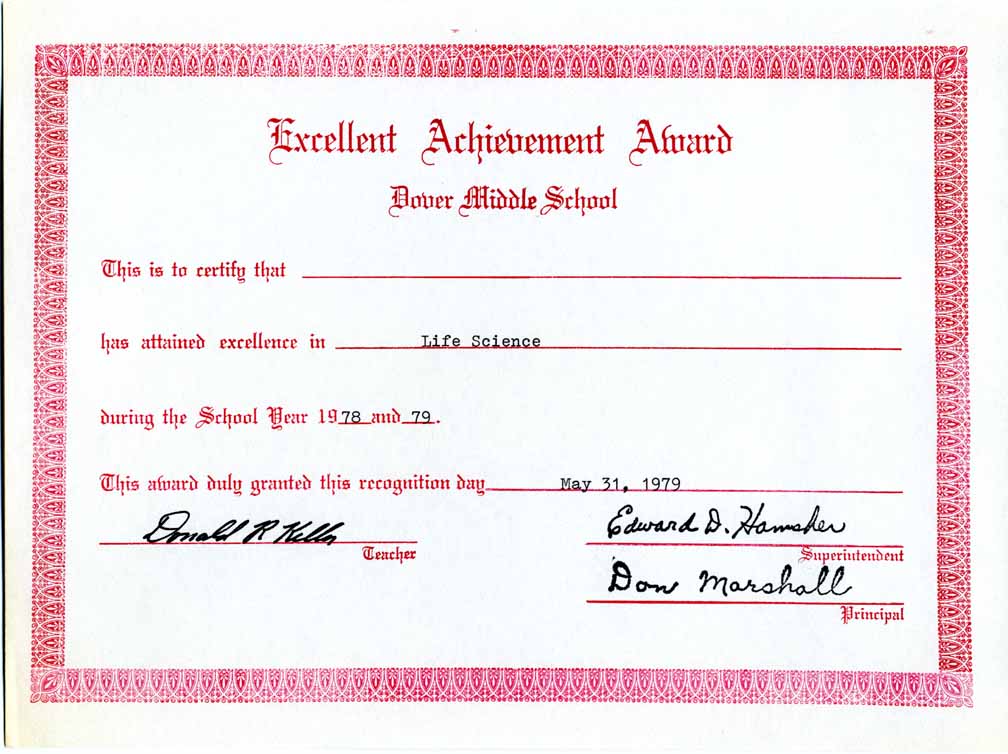 Excellent Achievement Award
Dover Middle School
This is to certify that
has attained excellence in Life Science
during the School Year 1978 and 79.
This award duly granted this recognition day May 31, 1979
Donald R Keller Edward D. Hamsher
Teacher Superintendent
Don Marshall
Principal